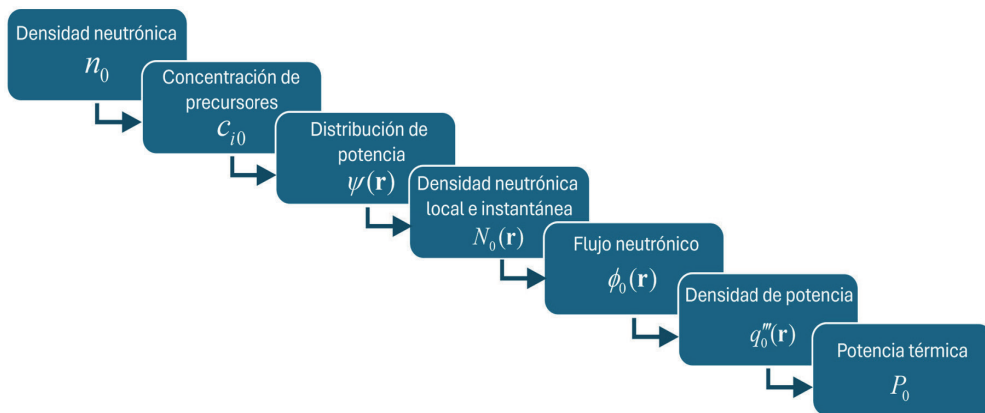 Densidad neutrónica
n₀
Concentración de
precursores
cᵢ₀
Distribución de
potencia
ψ(r)
Densidad neutrónica
local e instantánea
N₀(r)
Flujo neutrónico
ϕ₀(r)
Densidad de potencia
q₀‴(r)
Potencia térmica
P₀